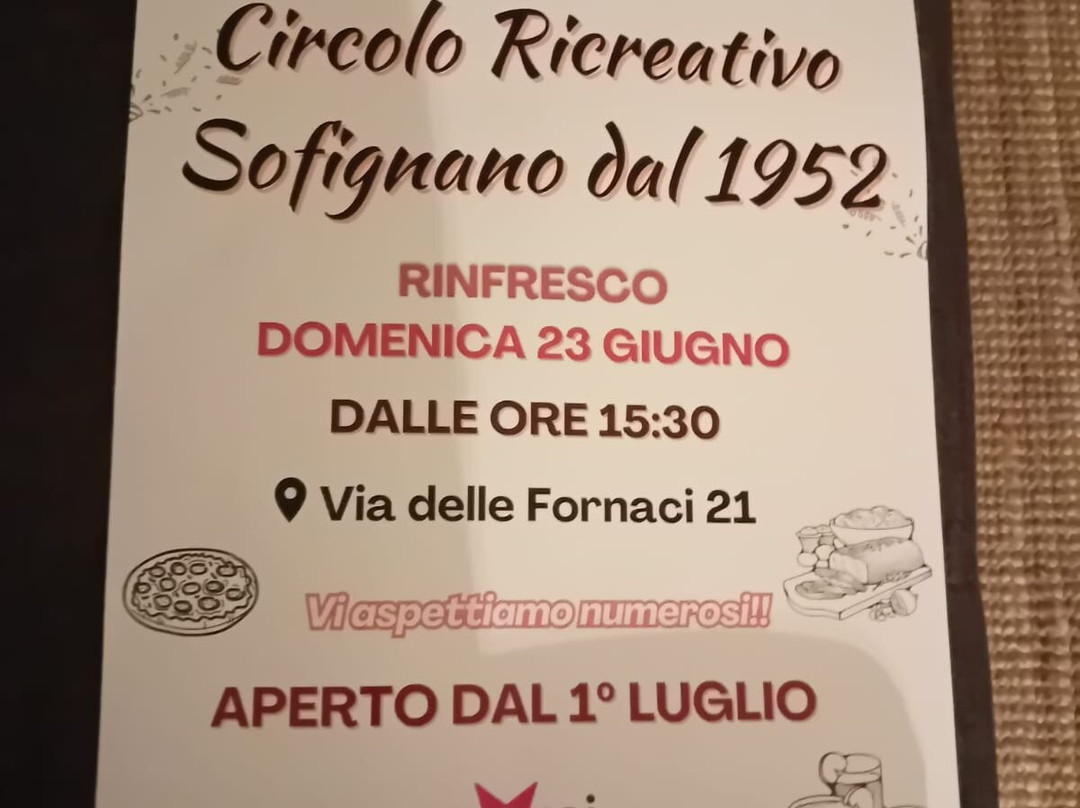 Circolo Ricreativo
Sofignano dal 1952
RINFRESCO
DOMENICA 23 GIUGNO
DALLE ORE 15:30
Via delle Fornaci 21
Vi aspettiamo numerosi!!
APERTO DAL 1º LUGLIO